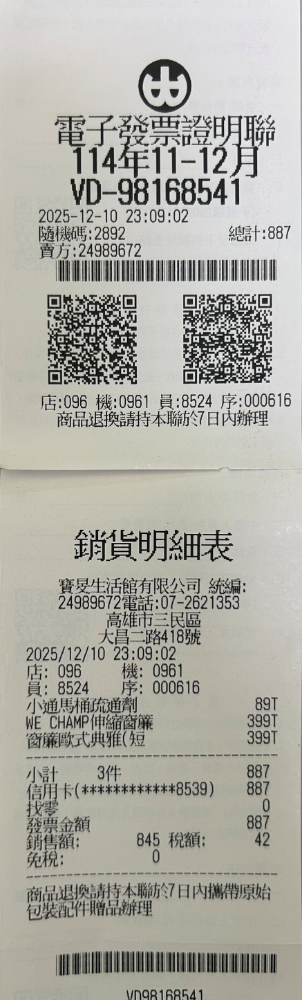 電子發票證明聯
114年11-12月
VD-98168541
2025-12-10 23:09:02
隨機碼:2892 總計:887
賣方:24989672
店:096 機:0961 員:8524 序:000616
商品退換請持本聯於7日內辦理
銷貨明細表
寶旻生活館有限公司 統編:
24989672電話:07-2621353
高雄市三民區
大昌二路418號
2025/12/10 23:09:02
店: 096 機: 0961
員: 8524 序: 000616
小通馬桶疏通劑 89T
WE CHAMP伸縮窗簾 399T
窗簾歐式典雅(短 399T
小計 3件 887
信用卡(************8539) 887
找零 0
發票金額 887
銷售額: 845 稅額: 42
免稅: 0
商品退換請持本聯於7日內攜帶原始
包裝配件贈品辦理
VD98168541